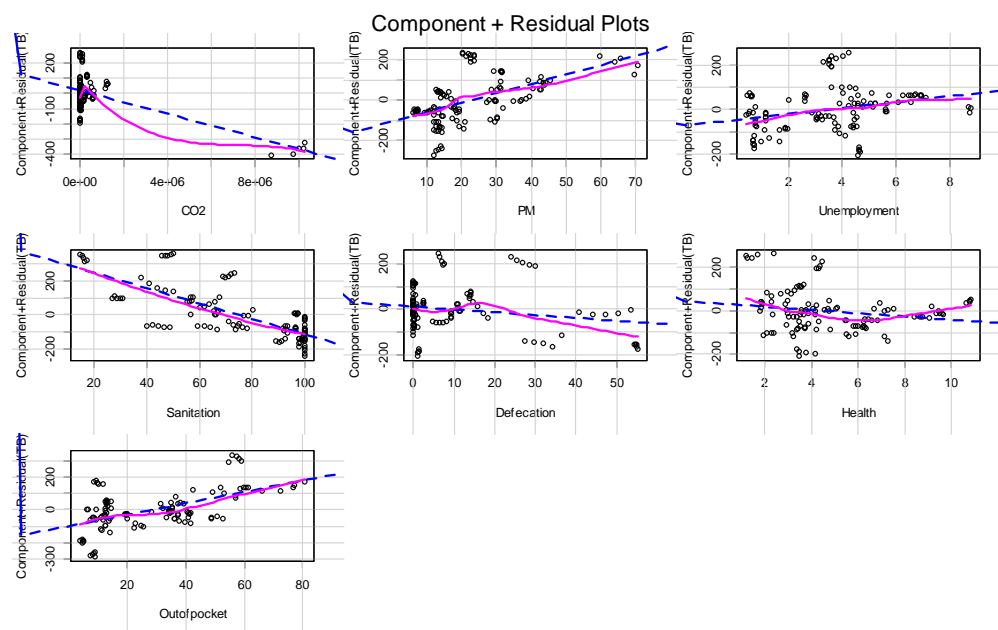 Component + Residual Plots
Component+Residual(TB)
-400 -100 200
0e+00 4e+06 8e+06
CO2
Component+Residual(TB)
-200 0 200
10 20 30 40 50 60 70
PM
Component+Residual(TB)
-200 0 200
2 4 6 8
Unemployment
Component+Residual(TB)
-200 0 200
20 40 60 80 100
Sanitation
Component+Residual(TB)
-200 0 200
0 10 20 30 40 50
Defecation
Component+Residual(TB)
-200 0 200
2 4 6 8 10
Health
Component+Residual(TB)
-300 0 200
20 40 60 80
Outofpocket